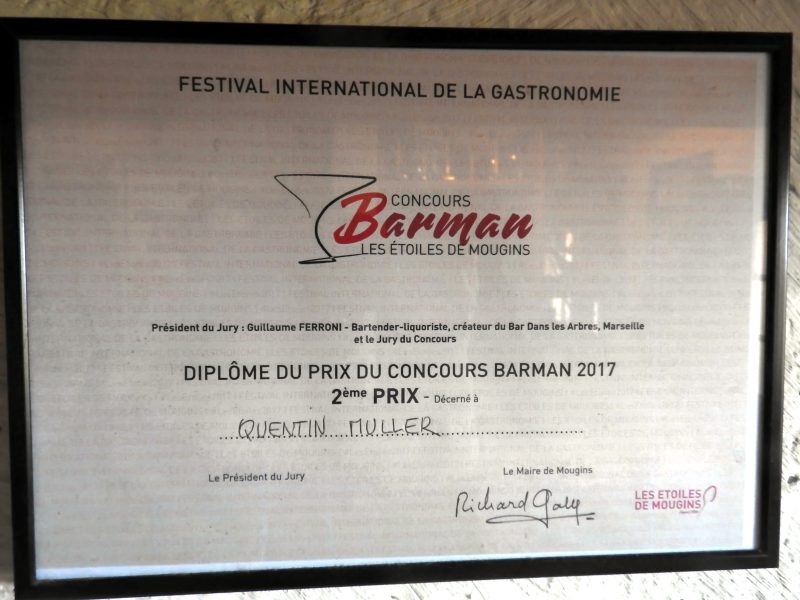 FESTIVAL INTERNATIONAL DE LA GASTRONOMIE
CONCOURS
Barman
LES ÉTOILES DE MOUGINS
Président du Jury : Guillaume FERRONI - Bartender-liquoriste, créateur du Bar Dans les Arbres, Marseille
et le Jury du Concours
DIPLÔME DU PRIX DU CONCOURS BARMAN 2017
2ème PRIX - Décerné à
QUENTIN MULLER
Le Président du Jury
Le Maire de Mougins
Richard Galy
LES ETOILES
DE MOUGINS